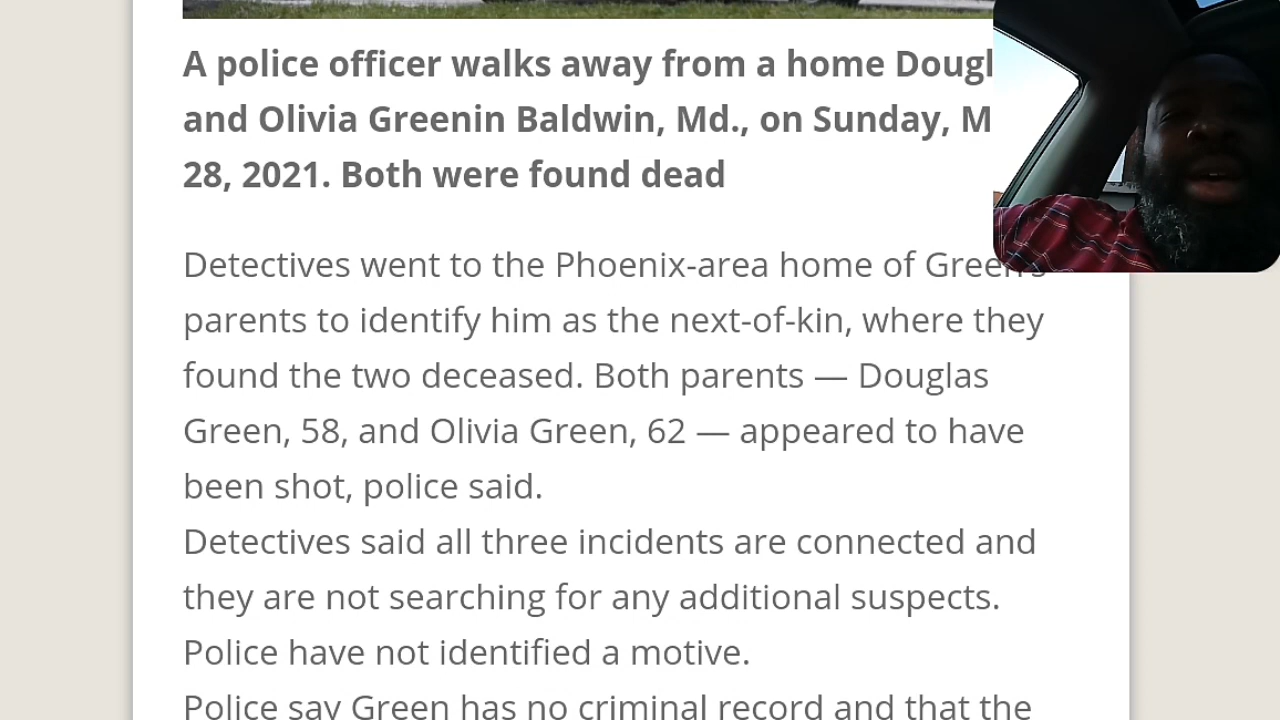 A police officer walks away from a home Dougl
and Olivia Greenin Baldwin, Md., on Sunday, M
28, 2021. Both were found dead
Detectives went to the Phoenix-area home of Green's
parents to identify him as the next-of-kin, where they
found the two deceased. Both parents — Douglas
Green, 58, and Olivia Green, 62 — appeared to have
been shot, police said.
Detectives said all three incidents are connected and
they are not searching for any additional suspects.
Police have not identified a motive.
Police say Green has no criminal record and that the